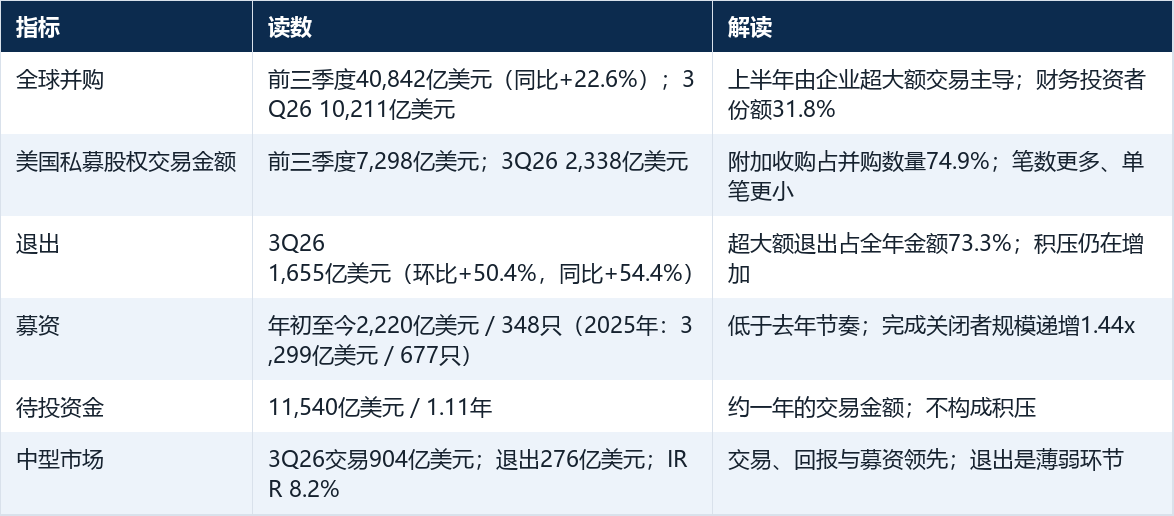 指标
读数
解读
全球并购
前三季度40,842亿美元（同比+22.6%）；3
Q26 10,211亿美元
上半年由企业超大额交易主导；财务投资者
份额31.8%
美国私募股权交易金额
前三季度7,298亿美元；3Q26 2,338亿美元
附加收购占并购数量74.9%；笔数更多、单
笔更小
退出
3Q26
1,655亿美元（环比+50.4%，同比+54.4%）
超大额退出占全年金额73.3%；积压仍在增
加
募资
年初至今2,220亿美元 / 348只（2025年：3
,299亿美元 / 677只）
低于去年节奏；完成关闭者规模递增1.44x
待投资金
11,540亿美元 / 1.11年
约一年的交易金额；不构成积压
中型市场
3Q26交易904亿美元；退出276亿美元；IR
R 8.2%
交易、回报与募资领先；退出是薄弱环节